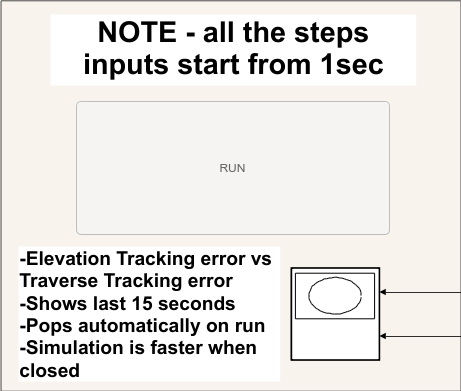 NOTE - all the steps
inputs start from 1sec
RUN
-Elevation Tracking error vs
Traverse Tracking error
-Shows last 15 seconds
-Pops automatically on run
-Simulation is faster when
closed